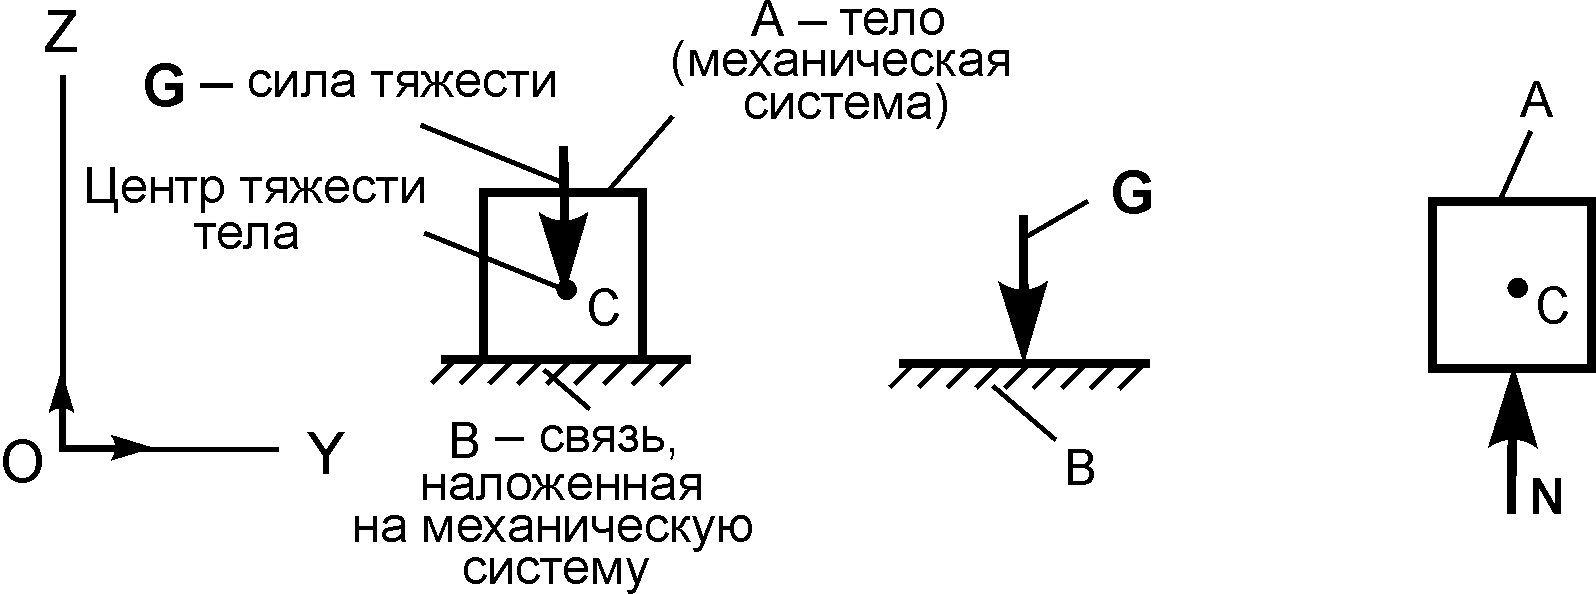 Z
G – сила тяжести
Центр тяжести
тела
А – тело
(механическая
система)
C
O
Y
В – связь,
наложенная
на механическую
систему
G
В
А
C
N